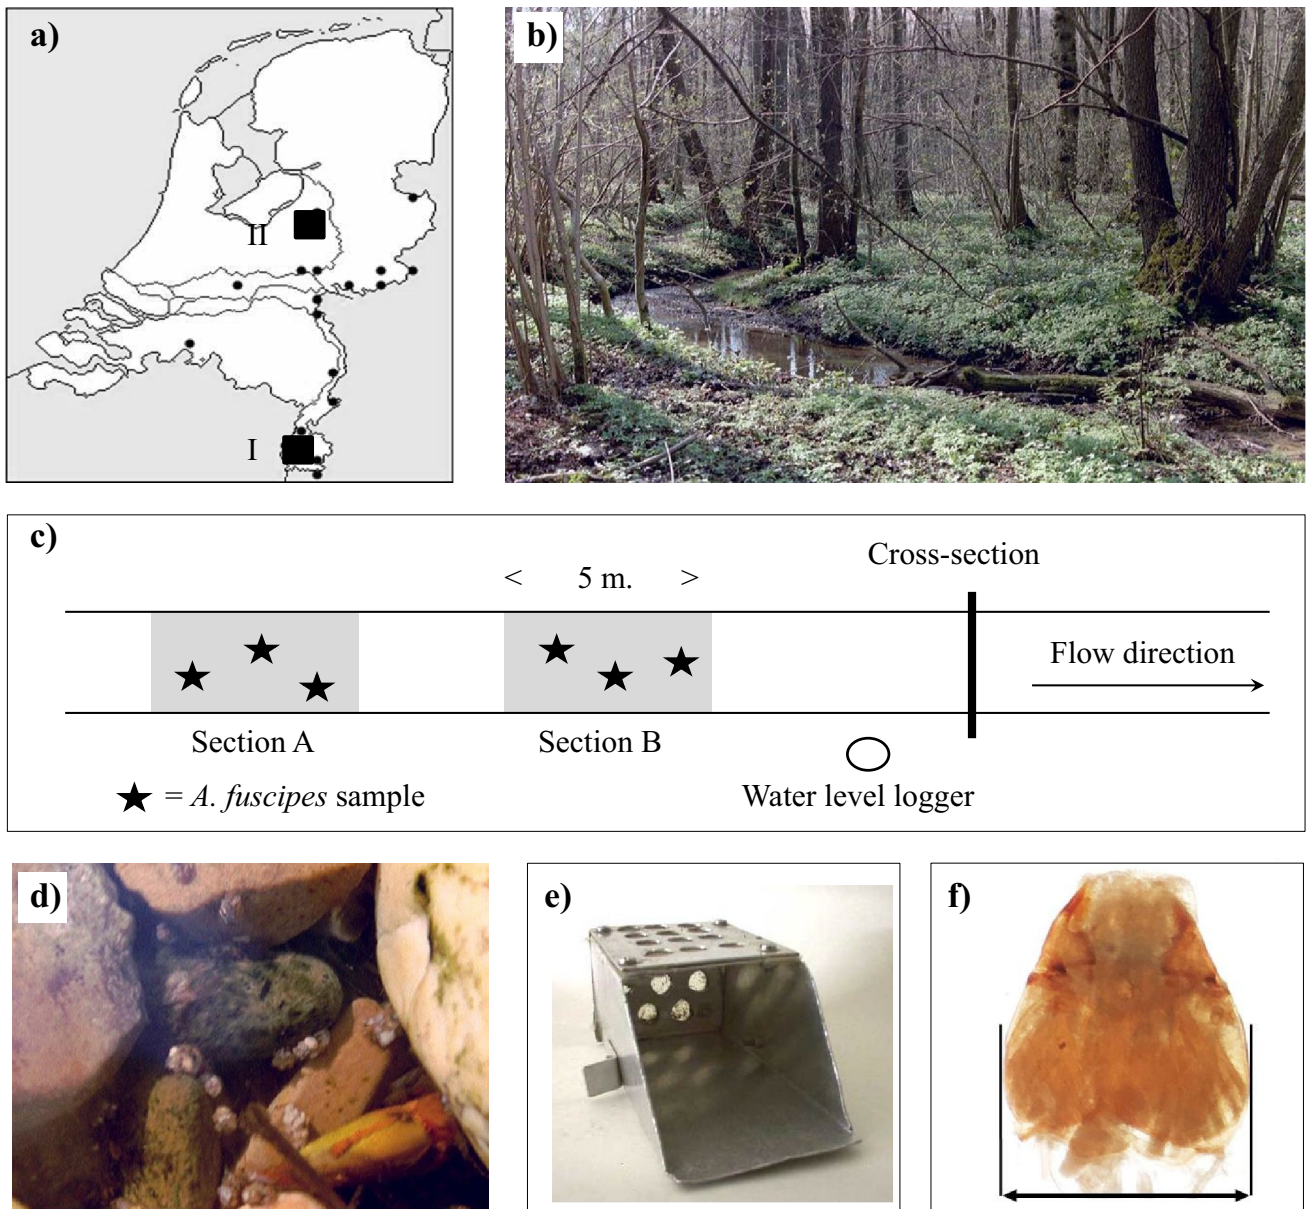 a)
II
I
b)
c)
Cross-section
< 5 m. >
Flow direction
Section A
Section B
★ = A. fuscipes sample
Water level logger
d)
e)
f)